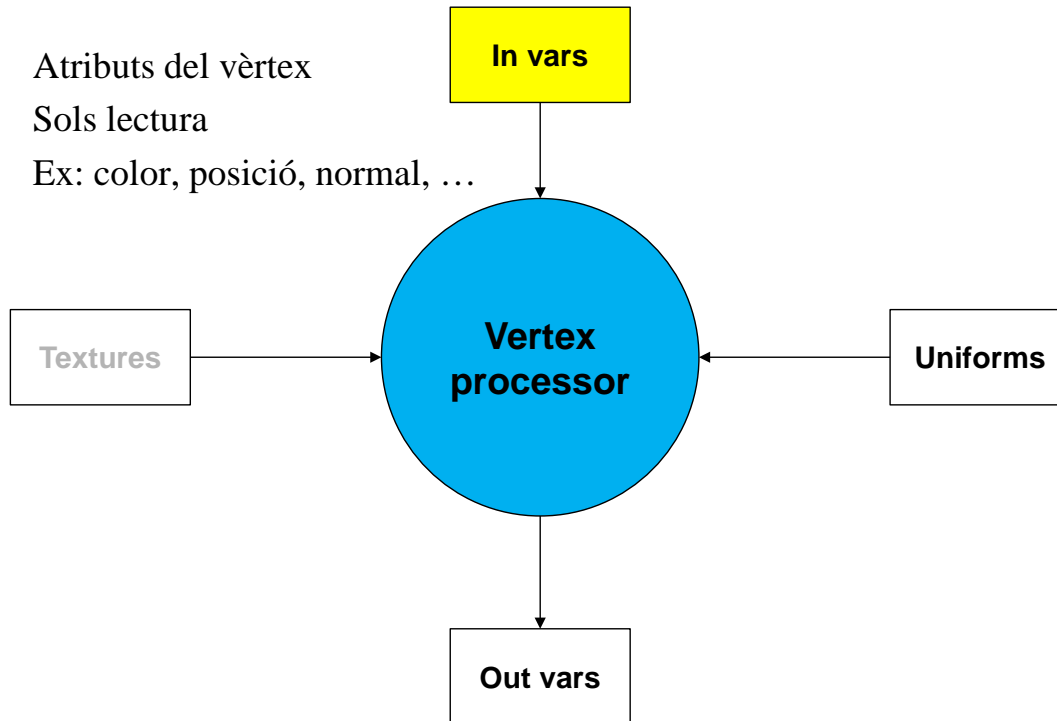 In vars
Atributs del vèrtex
Sols lectura
Ex: color, posició, normal, …
Textures
Vertex
processor
Uniforms
Out vars